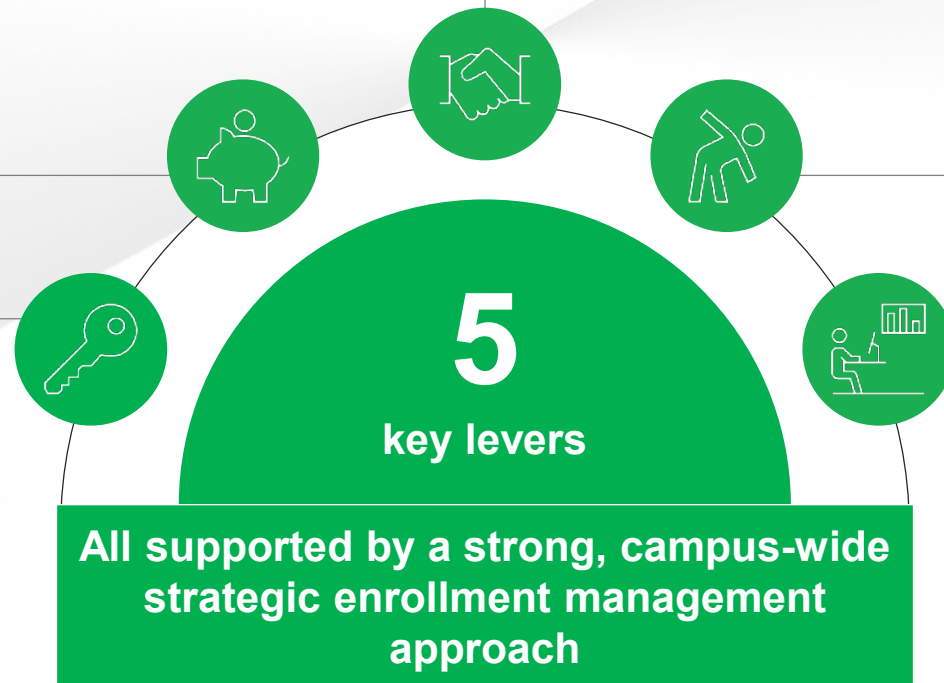 5
key levers
All supported by a strong, campus-wide
strategic enrollment management
approach